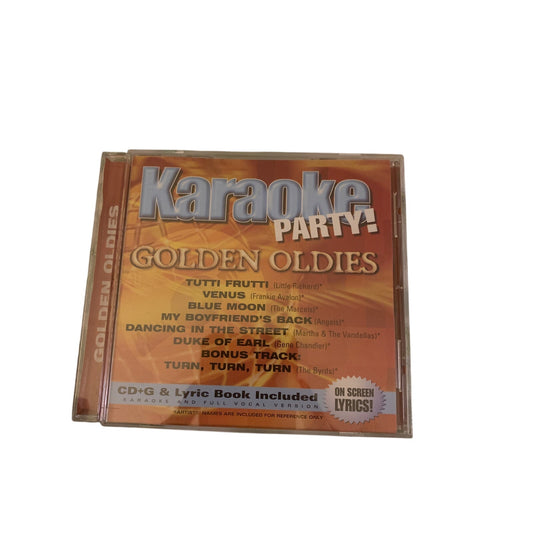 GOLDEN OLDIES
Karaoke
PARTY!
GOLDEN OLDIES
TUTTI FRUTTI (Little Richard)*
VENUS (Frankie Avalon)*
BLUE MOON (The Marcels)*
MY BOYFRIEND'S BACK (Angels)*
DANCING IN THE STREET (Martha & The Vandellas)*
DUKE OF EARL (Gene Chandler)*
BONUS TRACK:
TURN, TURN, TURN (The Byrds)*
CD+G & Lyric Book Included
KARAOKE AND FULL VOCAL VERSION
*ARTISTS' NAMES ARE INCLUDED FOR REFERENCE ONLY
ON SCREEN
LYRICS!